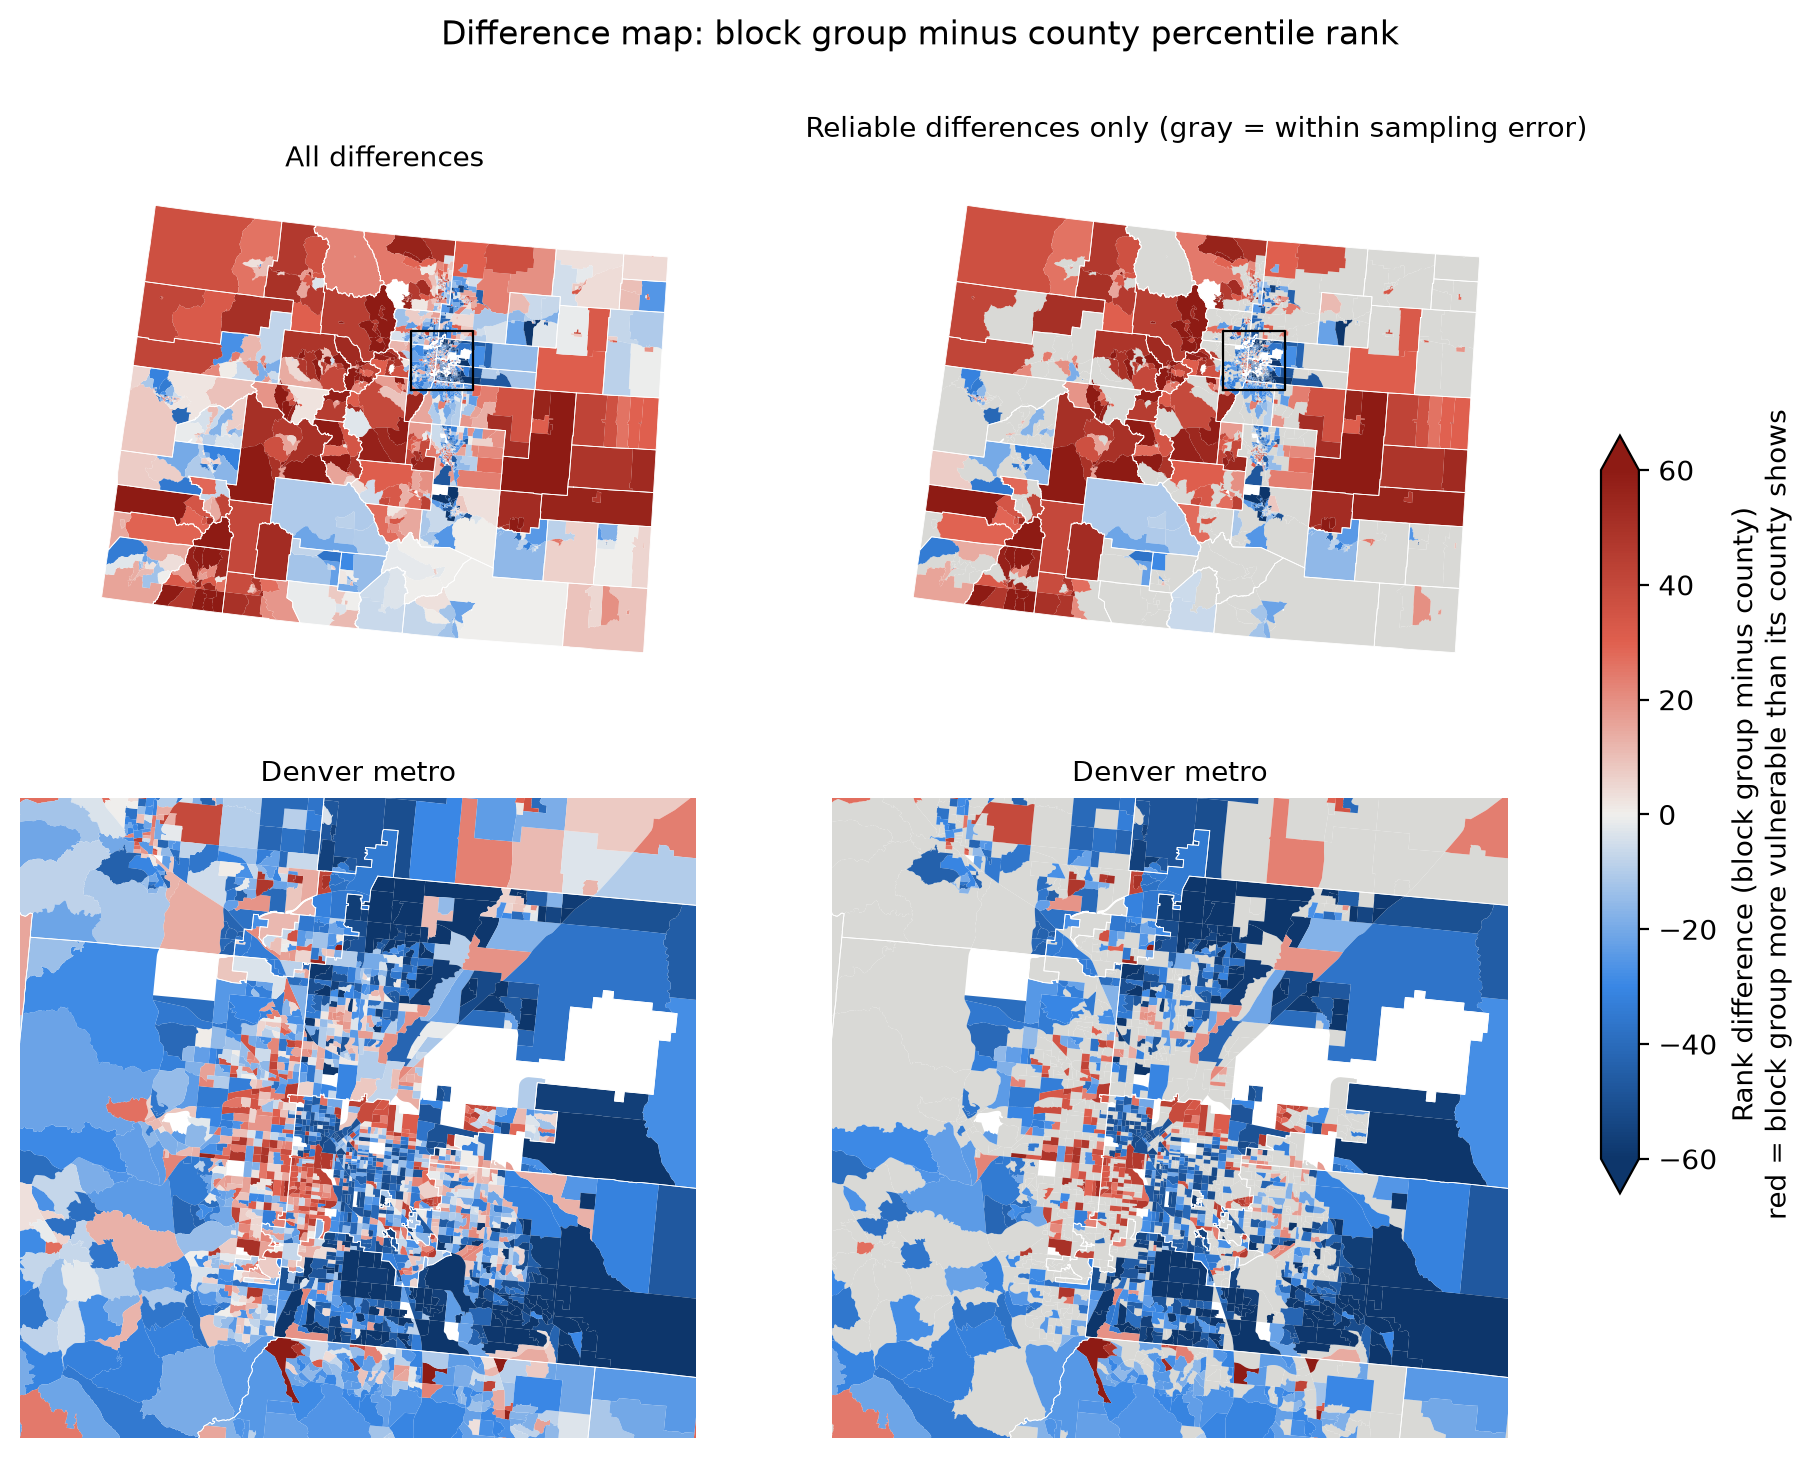 Difference map: block group minus county percentile rank
All differences
Reliable differences only (gray = within sampling error)
Denver metro
Denver metro
60
40
20
0
−20
−40
−60
Rank difference (block group minus county)
red = block group more vulnerable than its county shows